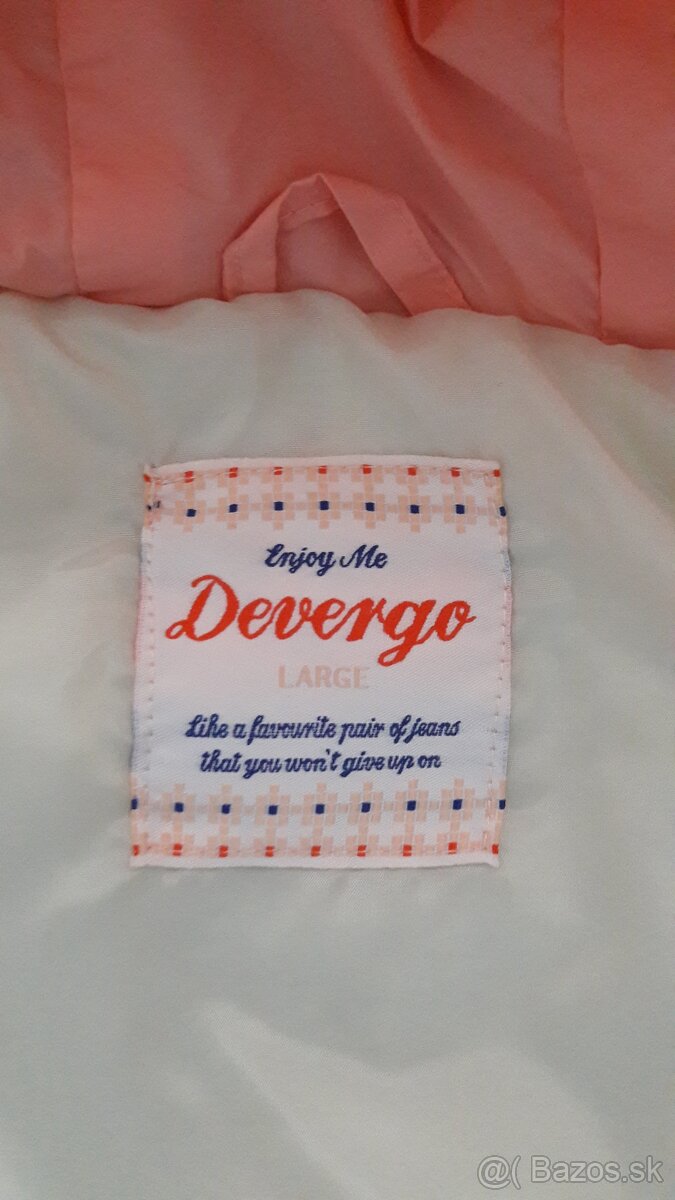 Enjoy Me
Devergo
LARGE
Like a favourite pair of jeans
that you won't give up on
@( Bazos.sk